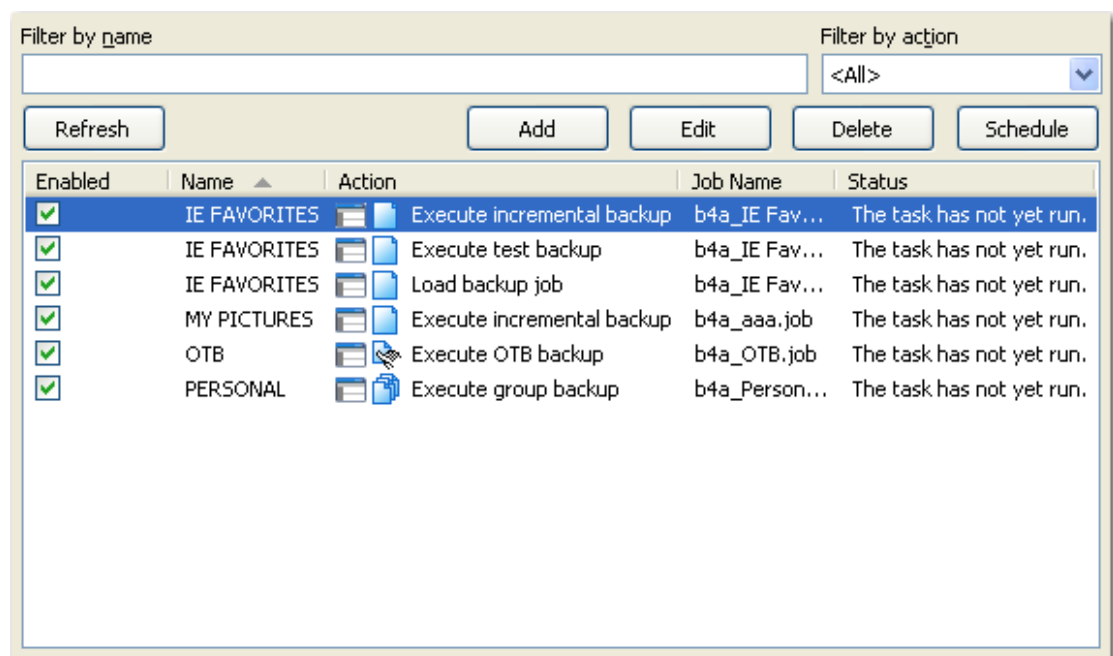 Filter by name Filter by action
<All>
Refresh Add Edit Delete Schedule
Enabled Name Action Job Name Status
IE FAVORITES Execute incremental backup b4a_IE Fav... The task has not yet run.
IE FAVORITES Execute test backup b4a_IE Fav... The task has not yet run.
IE FAVORITES Load backup job b4a_IE Fav... The task has not yet run.
MY PICTURES Execute incremental backup b4a_aaa.job The task has not yet run.
OTB Execute OTB backup b4a_OTB.job The task has not yet run.
PERSONAL Execute group backup b4a_Person... The task has not yet run.